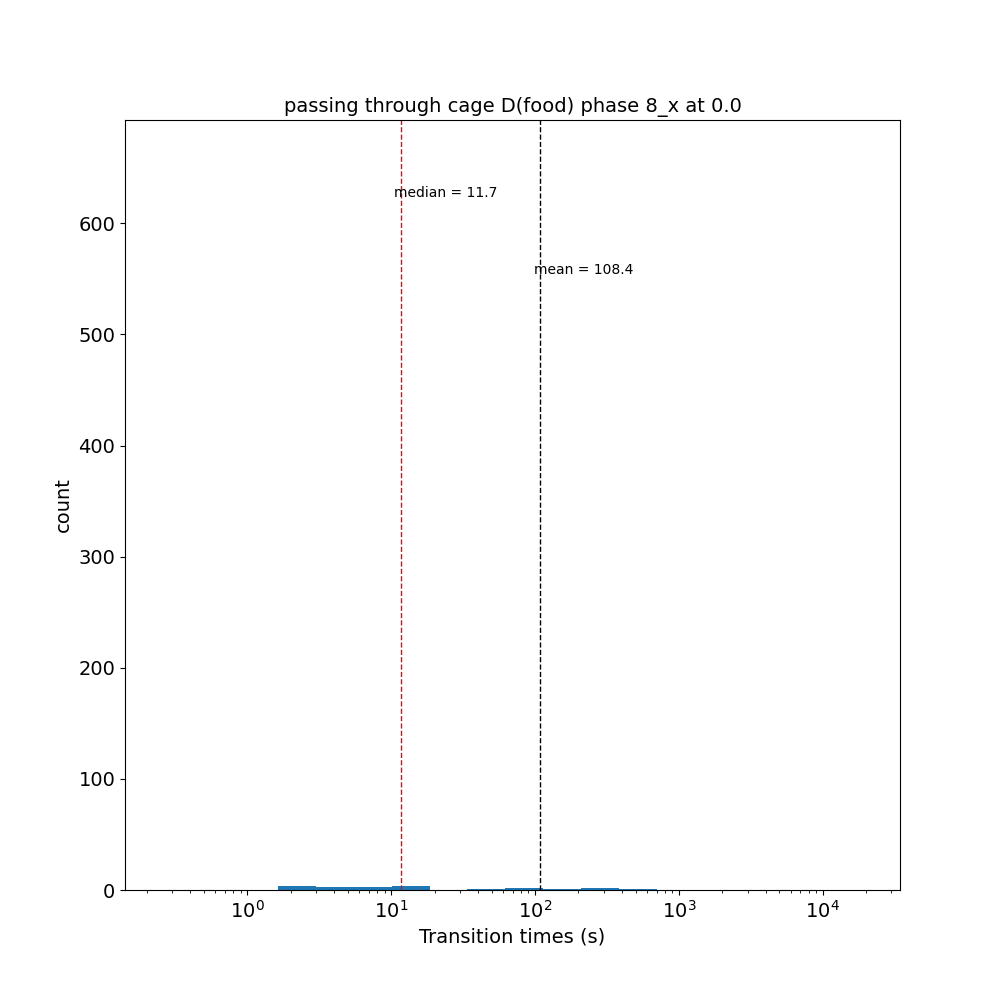 passing through cage D(food) phase 8_x at 0.0
median = 11.7
mean = 108.4
600
500
400
300
200
100
0
count
10^0 10^1 10^2 10^3 10^4
Transition times (s)